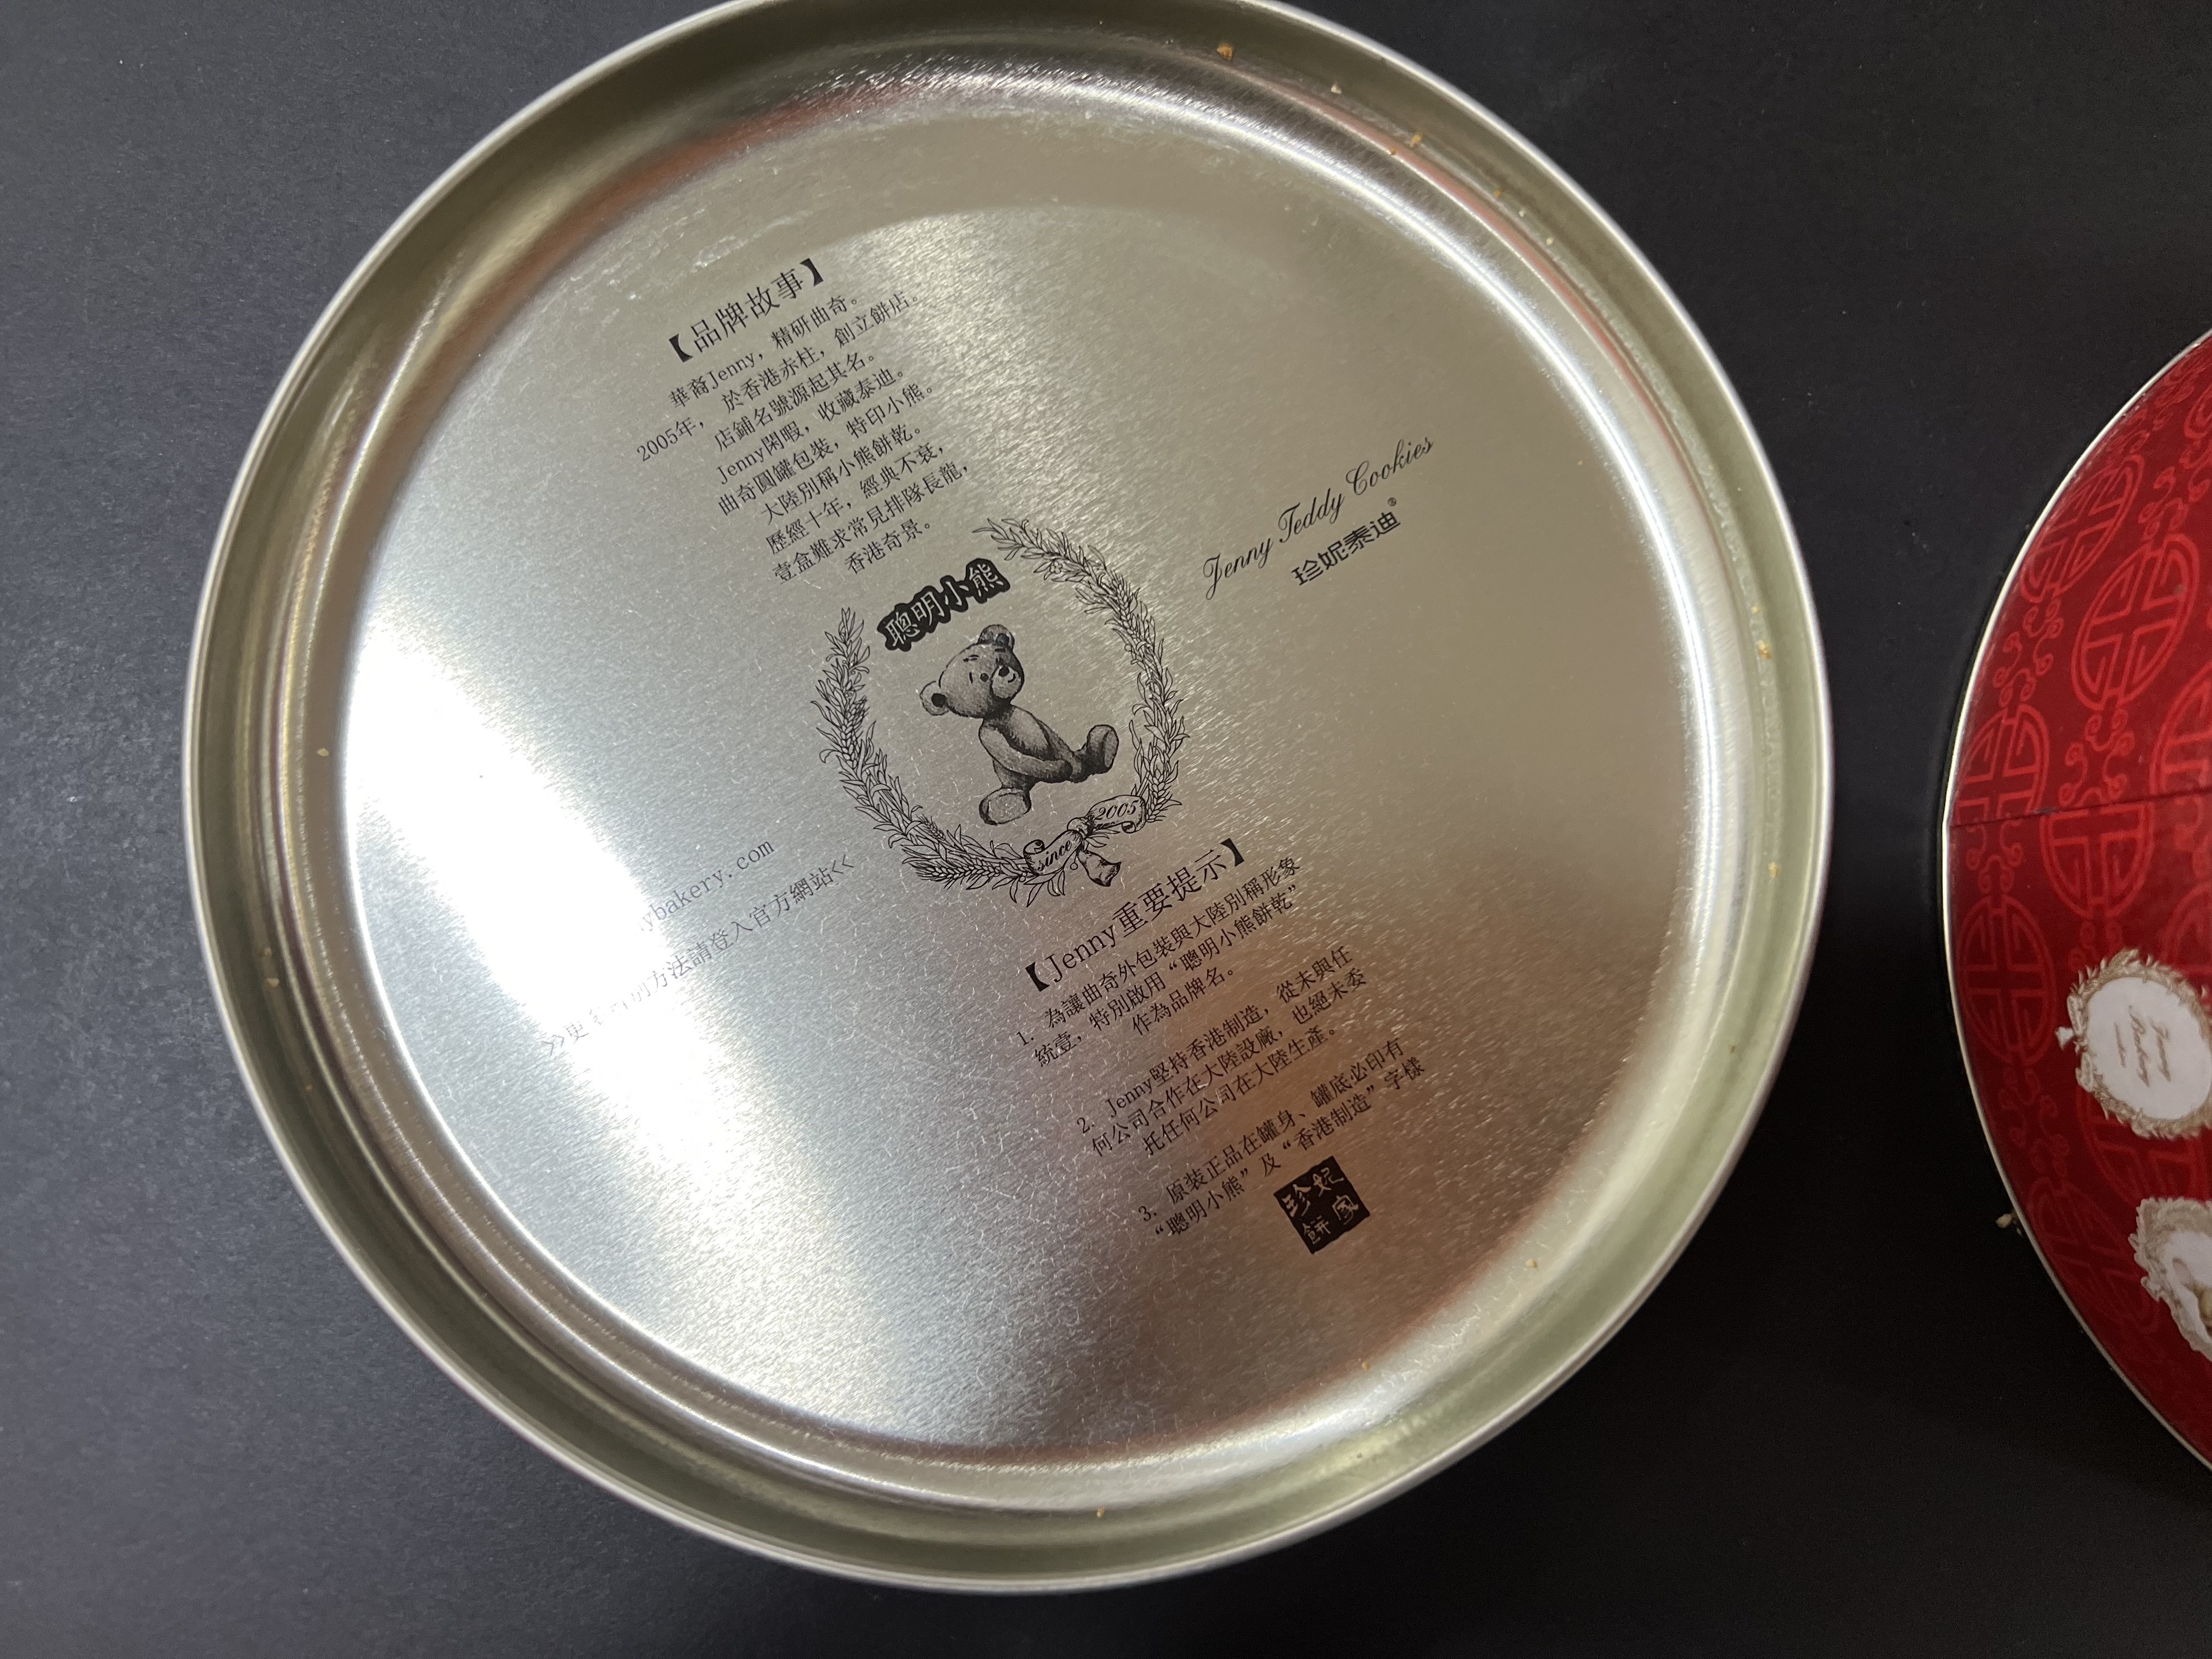 【品牌故事】
華裔Jenny，精研曲奇。
2005年，於香港赤柱，創立餅店。
店鋪名號源起其名。
Jenny閑暇，收藏泰迪。
曲奇圓罐包裝，特印小熊。
大陸別稱小熊餅乾。
歷經十年，經典不衰，
壹盒難求常見排隊長龍，
香港奇景。
聰明小熊
since 2005
Jenny Teddy Cookies
珍妮泰迪®
ybakery.com
>>更 別方法請登入官方網站<<
【Jenny重要提示】
1. 為讓曲奇外包裝與大陸別稱形象
統壹，特別啟用“聰明小熊餅乾”
作為品牌名。
2. Jenny堅持香港制造，從未與任
何公司合作在大陸設廠，也絕未委
托任何公司在大陸生產。
3. 原装正品在罐身、罐底必印有
“聰明小熊”及“香港制造”字樣
珍妮
餅家
Jenny
Bakery